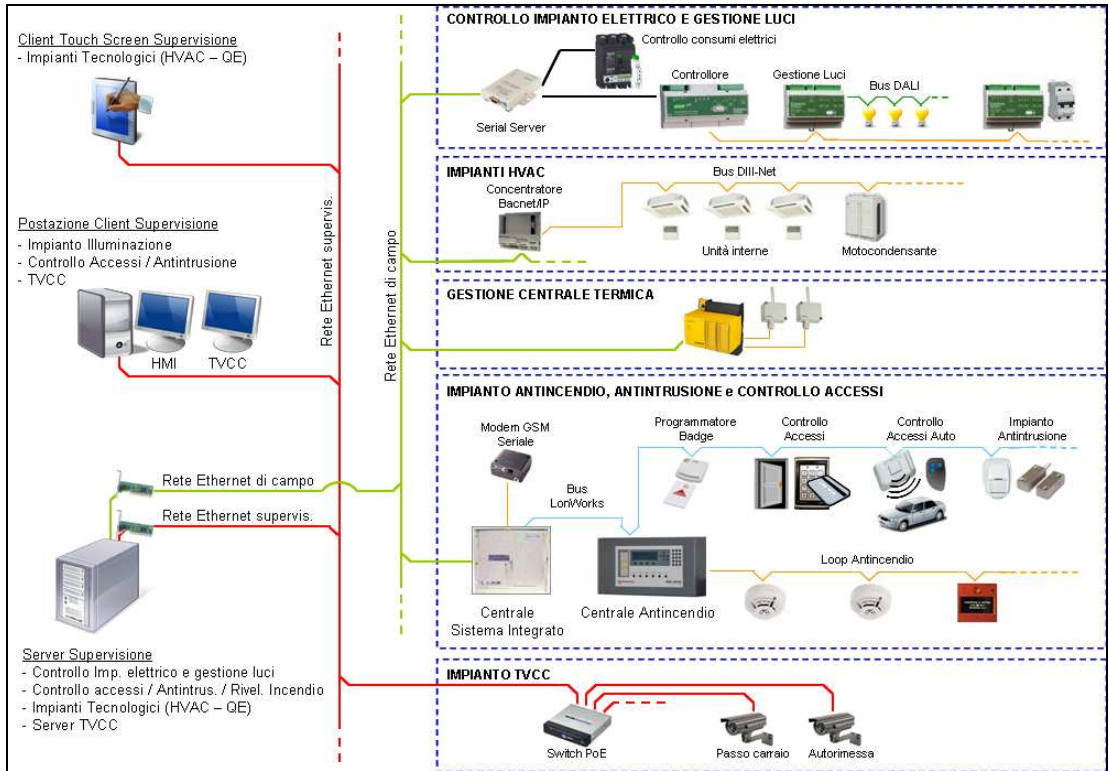 Client Touch Screen Supervisione
- Impianti Tecnologici (HVAC – QE)
Postazione Client Supervisione
- Impianto Illuminazione
- Controllo Accessi / Antintrusione
- TVCC
HMI
TVCC
Rete Ethernet di campo
Rete Ethernet supervis.
Server Supervisione
- Controllo Imp. elettrico e gestione luci
- Controllo accessi / Antintrus. / Rivel. Incendio
- Impianti Tecnologici (HVAC – QE)
- Server TVCC
Rete Ethernet supervis.
Rete Ethernet di campo
CONTROLLO IMPIANTO ELETTRICO E GESTIONE LUCI
Controllo consumi elettrici
Controllore
Gestione Luci
Bus DALI
Serial Server
IMPIANTI HVAC
Concentratore
Bacnet/IP
Bus DIII-Net
Unità interne
Motocondensante
GESTIONE CENTRALE TERMICA
IMPIANTO ANTINCENDIO, ANTINTRUSIONE e CONTROLLO ACCESSI
Modem GSM
Seriale
Programmatore
Badge
Controllo
Accessi
Controllo
Accessi Auto
Impianto
Antintrusione
Bus
LonWorks
Loop Antincendio
Centrale
Sistema Integrato
Centrale Antincendio
IMPIANTO TVCC
Switch PoE
Passo carraio
Autorimessa